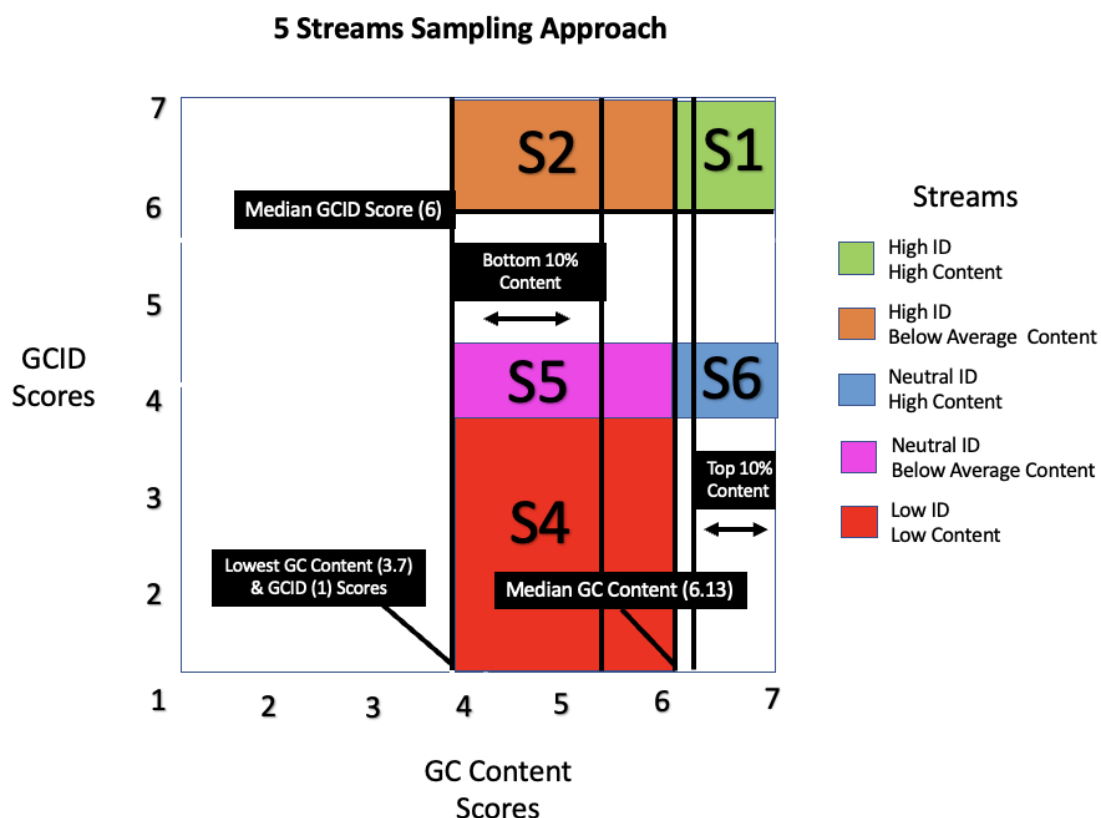 5 Streams Sampling Approach
7
S2
S1
Median GCID Score (6)
6
Streams
High ID
High Content
Bottom 10%
Content
5
High ID
Below Average  Content
GCID
Scores
S5
S6
4
Neutral ID
High Content
Neutral ID
Below Average Content
Top 10%
Content
3
S4
Low ID
Low Content
Lowest GC Content (3.7)
& GCID (1) Scores
2
Median GC Content (6.13)
1
2
3
4
5
6
7
GC Content
Scores